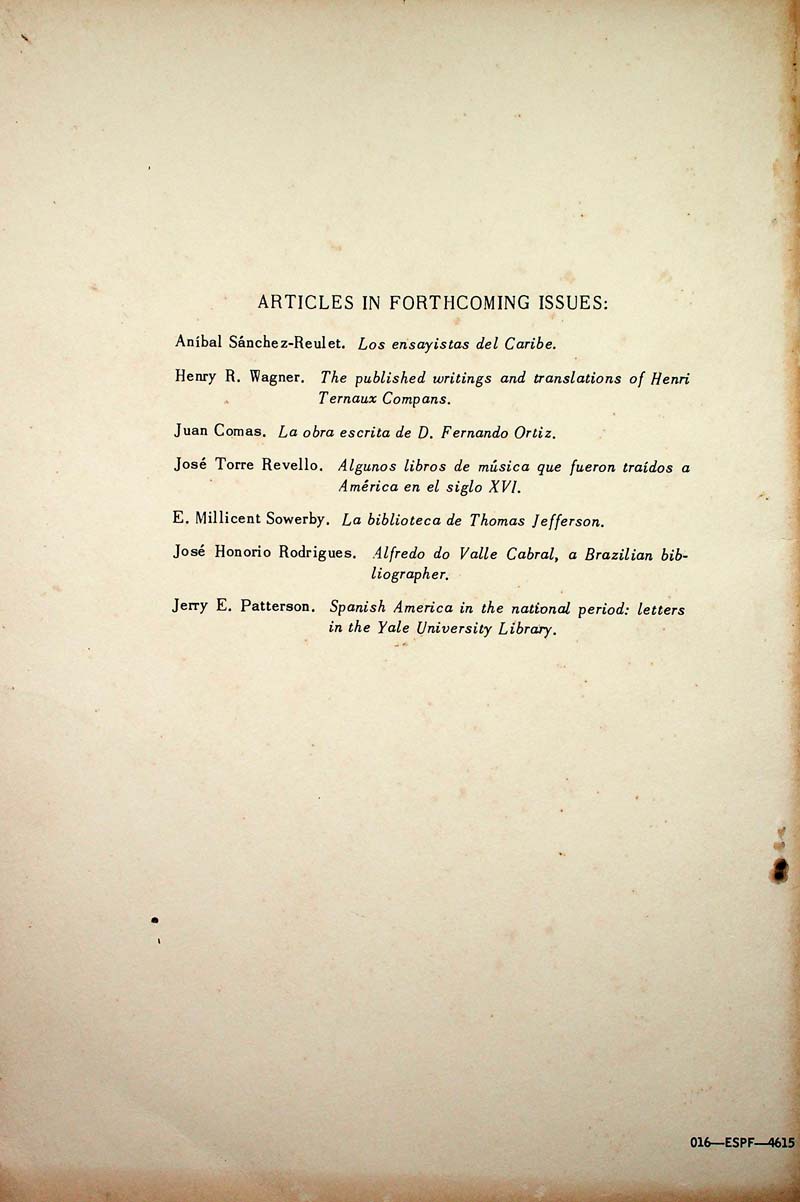 ARTICLES IN FORTHCOMING ISSUES:
Aníbal Sánchez-Reulet. Los ensayistas del Caribe.
Henry R. Wagner. The published writings and translations of Henri
Ternaux Compans.
Juan Comas. La obra escrita de D. Fernando Ortiz.
José Torre Revello. Algunos libros de música que fueron traídos a
América en el siglo XVI.
E. Millicent Sowerby. La biblioteca de Thomas Jefferson.
José Honorio Rodrigues. Alfredo do Valle Cabral, a Brazilian bib-
liographer.
Jerry E. Patterson. Spanish America in the national period: letters
in the Yale University Library.
016—ESPF—4615